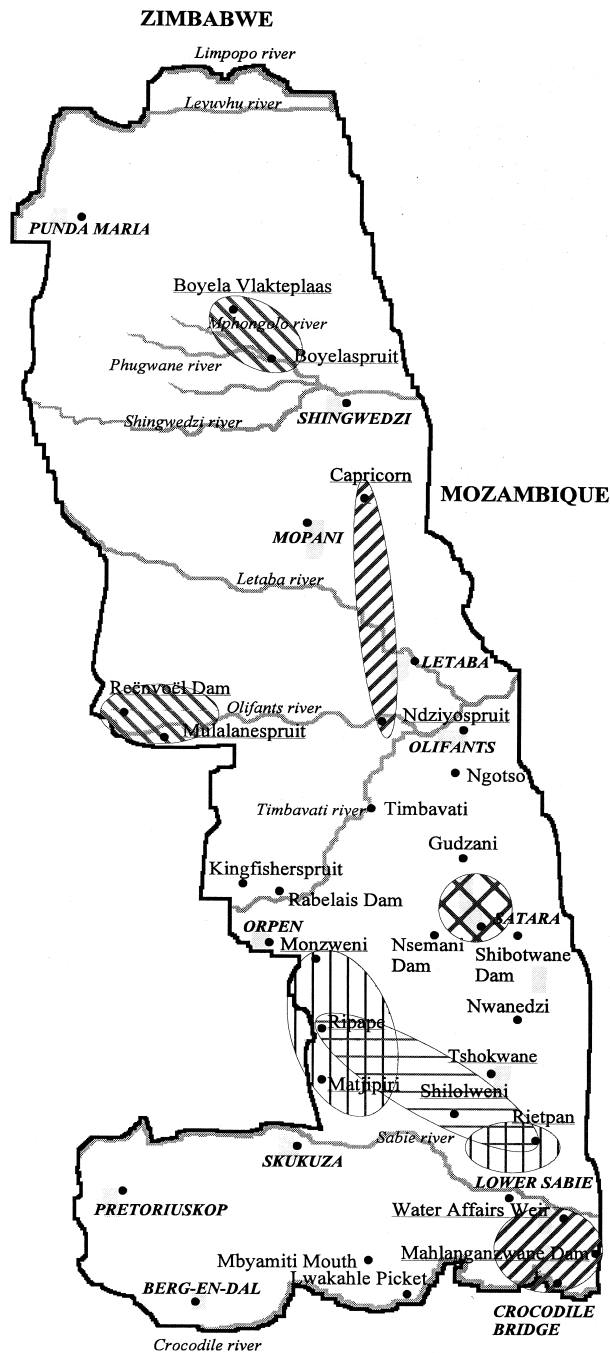 ZIMBABWE
Limpopo river
Levuvhu river
PUNDA MARIA
Boyela Vlakteplaas
Mphongolo river
Boyelaspruit
Phugwane river
SHINGWEDZI
Shingwedzi river
Capricorn
MOZAMBIQUE
MOPANI
Letaba river
LETABA
Reënvoël Dam
Olifants river
Ndziyospruit
Mulalanespruit
OLIFANTS
Ngotso
Timbavati river
Timbavati
Gudzani
Kingfisherspruit
Rabelais Dam
SATARA
ORPEN
Monzweni
Nsemani
Dam
Shibotwane
Dam
Nwanedzi
Ripape
Tshokwane
Matjipiri
Shilolweni
Rietpan
Sabie river
SKUKUZA
LOWER SABIE
PRETORIUSKOP
Water Affairs Weir
Mahlanganzwane Dam
Mbyamiti Mouth
Lwakahle Picket
BERG-EN-DAL
CROCODILE
BRIDGE
Crocodile river